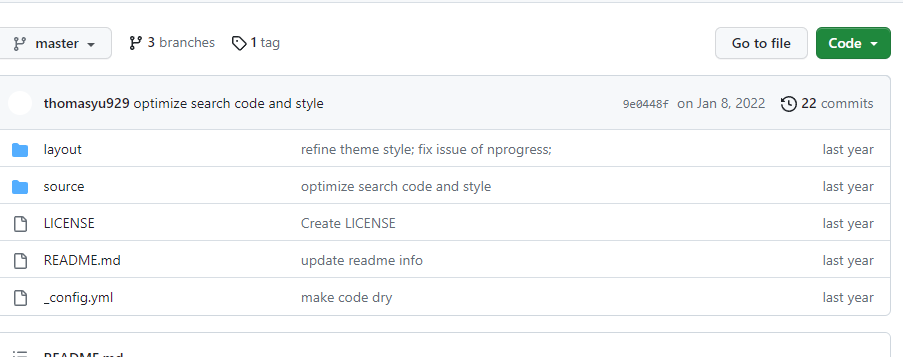 master 3 branches 1 tag Go to file Code
thomasyu929 optimize search code and style 9e0448f on Jan 8, 2022 22 commits
layout refine theme style; fix issue of nprogress; last year
source optimize search code and style last year
LICENSE Create LICENSE last year
README.md update readme info last year
_config.yml make code dry last year
README.md